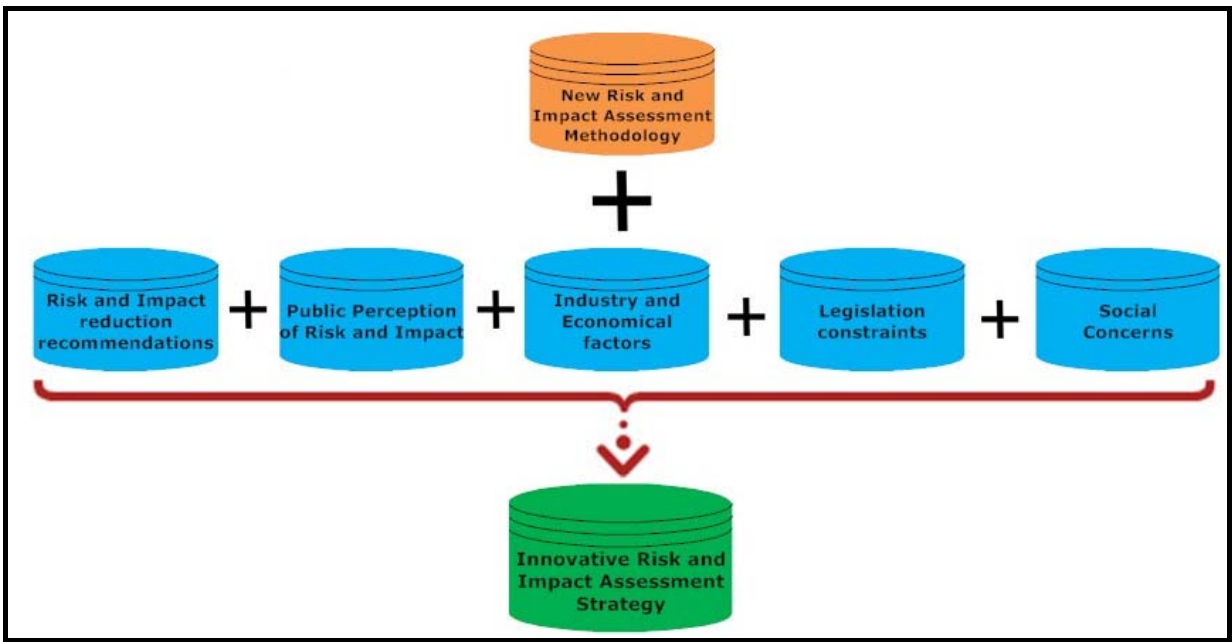 New Risk and
Impact Assessment
Methodology
+
Risk and Impact
reduction
recommendations
+
Public Perception
of Risk and Impact
+
Industry and
Economical
factors
+
Legislation
constraints
+
Social
Concerns
Innovative Risk and
Impact Assessment
Strategy